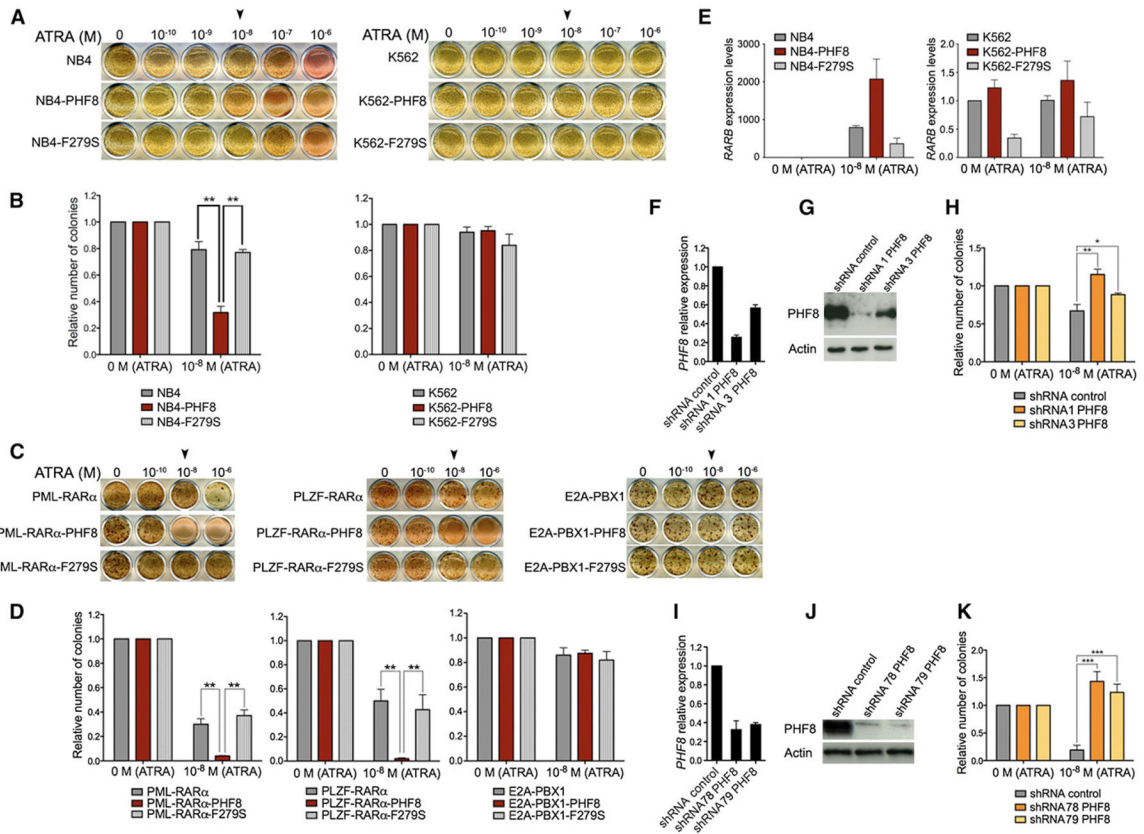 A
ATRA (M)
0 10-10 10-9 10-8 10-7 10-6
NB4
NB4-PHF8
NB4-F279S
ATRA (M)
0 10-10 10-9 10-8 10-7 10-6
K562
K562-PHF8
K562-F279S
B
Relative number of colonies
1.2
1.0
0.8
0.6
0.4
0.2
0.0
** **
0 M (ATRA) 10-8 M (ATRA)
NB4
NB4-PHF8
NB4-F279S
1.2
1.0
0.8
0.6
0.4
0.2
0.0
0 M (ATRA) 10-8 M (ATRA)
K562
K562-PHF8
K562-F279S
C
ATRA (M)
0 10-10 10-8 10-6
PML-RARα
PML-RARα-PHF8
ML-RARα-F279S
0 10-10 10-8 10-6
PLZF-RARα
PLZF-RARα-PHF8
PLZF-RARα-F279S
0 10-10 10-8 10-6
E2A-PBX1
E2A-PBX1-PHF8
E2A-PBX1-F279S
D
Relative number of colonies
1.2
1.0
0.8
0.6
0.4
0.2
0.0
** **
0 M (ATRA) 10-8 M (ATRA)
PML-RARα
PML-RARα-PHF8
PML-RARα-F279S
1.2
1.0
0.8
0.6
0.4
0.2
0.0
** **
0 M (ATRA) 10-8 M (ATRA)
PLZF-RARα
PLZF-RARα-PHF8
PLZF-RARα-F279S
1.2
1.0
0.8
0.6
0.4
0.2
0.0
0 M (ATRA) 10-8 M (ATRA)
E2A-PBX1
E2A-PBX1-PHF8
E2A-PBX1-F279S
E
RARB expression levels
3000
2000
1000
0
NB4
NB4-PHF8
NB4-F279S
0 M (ATRA) 10-8 M (ATRA)
RARB expression levels
2.0
1.5
1.0
0.5
0.0
K562
K562-PHF8
K562-F279S
0 M (ATRA) 10-8 M (ATRA)
F
PHF8 relative expression
1.2
1.0
0.8
0.6
0.4
0.2
0.0
shRNA control
shRNA 1 PHF8
shRNA 3 PHF8
G
shRNA control
shRNA 1 PHF8
shRNA 3 PHF8
PHF8
Actin
H
Relative number of colonies
1.5
1.0
0.5
0.0
*
**
0 M (ATRA) 10-8 M (ATRA)
shRNA control
shRNA1 PHF8
shRNA3 PHF8
I
PHF8 relative expression
1.2
1.0
0.8
0.6
0.4
0.2
0.0
shRNA control
shRNA78 PHF8
shRNA79 PHF8
J
shRNA control
shRNA 78 PHF8
shRNA 79 PHF8
PHF8
Actin
K
Relative number of colonies
2.0
1.5
1.0
0.5
0.0
***
***
0 M (ATRA) 10-8 M (ATRA)
shRNA control
shRNA78 PHF8
shRNA79 PHF8